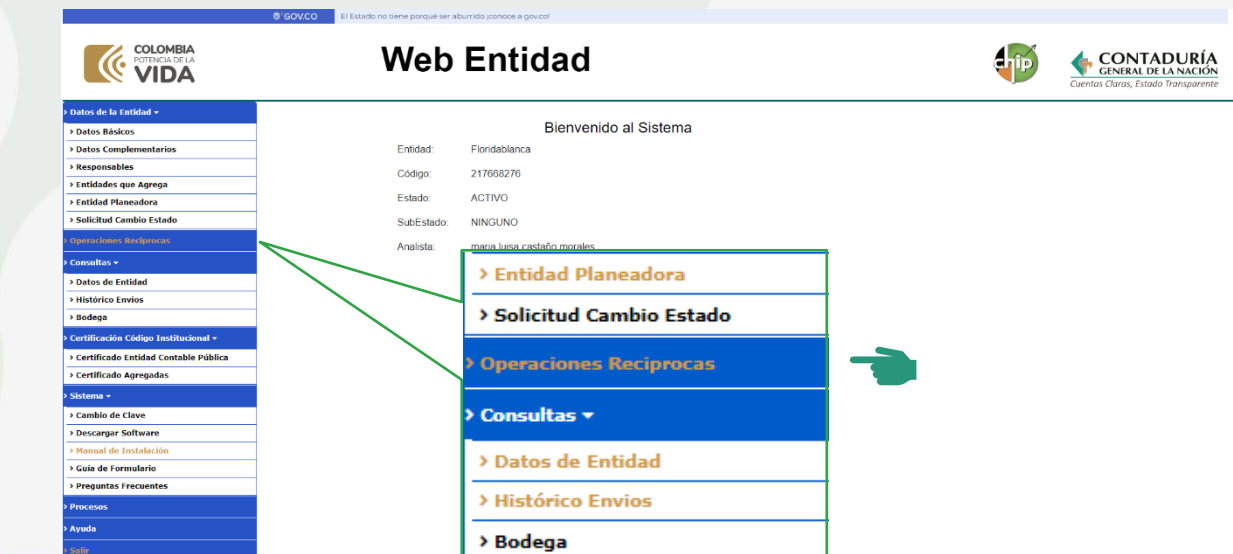 GOV.CO
El Estado no tiene porqué ser aburrido ¡conoce a gov.co!
COLOMBIA
POTENCIA DE LA
VIDA
Web Entidad
chip
CONTADURÍA
GENERAL DE LA NACIÓN
Cuentas Claras, Estado Transparente
› Datos de la Entidad
› Datos Básicos
› Datos Complementarios
› Responsables
› Entidades que Agrega
› Entidad Planeadora
› Solicitud Cambio Estado
› Operaciones Reciprocas
› Consultas
› Datos de Entidad
› Histórico Envios
› Bodega
› Certificación Código Institucional
› Certificado Entidad Contable Pública
› Certificado Agregadas
› Sistema
› Cambio de Clave
› Descargar Software
› Manual de Instalación
› Guía de Formulario
› Preguntas Frecuentes
› Procesos
› Ayuda
› Salir
Bienvenido al Sistema
Entidad: Floridablanca
Código: 217668276
Estado: ACTIVO
SubEstado: NINGUNO
Analista: maria luisa castaño morales
› Entidad Planeadora
› Solicitud Cambio Estado
› Operaciones Reciprocas
› Consultas
› Datos de Entidad
› Histórico Envios
› Bodega